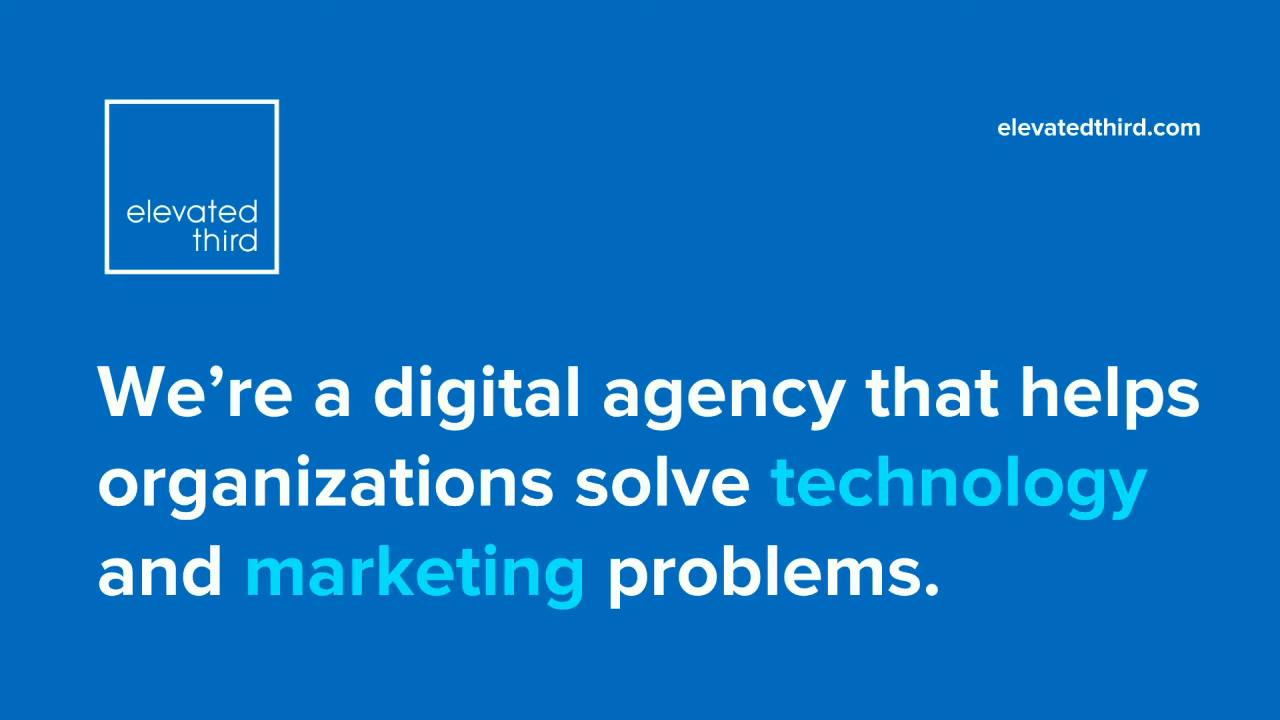 elevated
third
elevatedthird.com
We’re a digital agency that helps
organizations solve technology
and marketing problems.